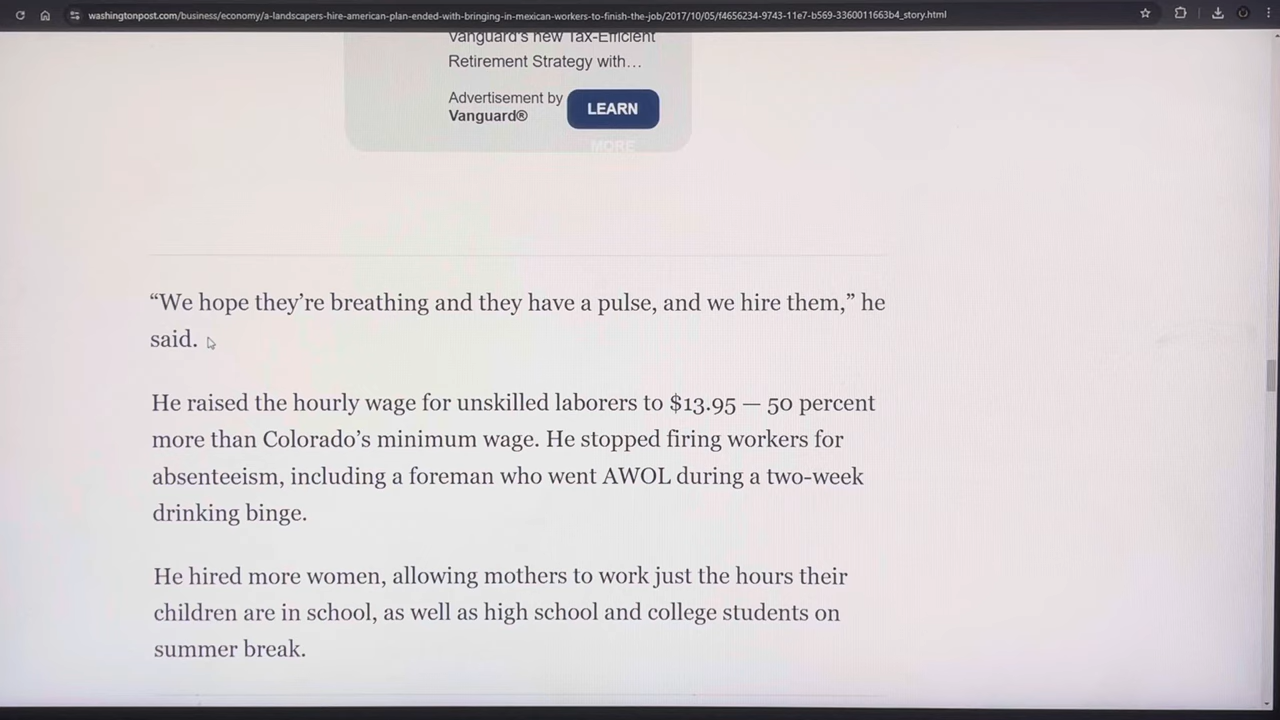 washingtonpost.com/business/economy/a-landscapers-hire-american-plan-ended-with-bringing-in-mexican-workers-to-finish-the-job/2017/10/05/f4656234-9743-11e7-b569-3360011663b4_story.html
Vanguard's new Tax-Efficient
Retirement Strategy with…
Advertisement by
Vanguard®
LEARN
MORE
“We hope they’re breathing and they have a pulse, and we hire them,” he
said.
He raised the hourly wage for unskilled laborers to $13.95 — 50 percent
more than Colorado’s minimum wage. He stopped firing workers for
absenteeism, including a foreman who went AWOL during a two-week
drinking binge.
He hired more women, allowing mothers to work just the hours their
children are in school, as well as high school and college students on
summer break.